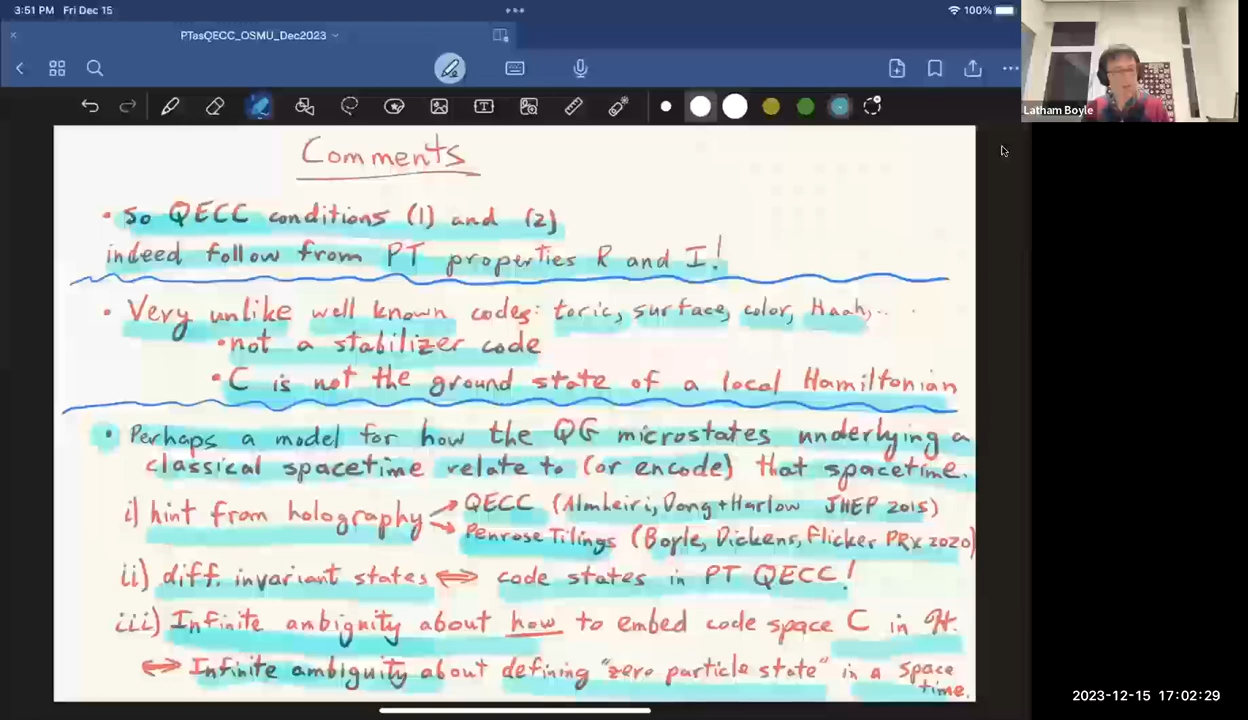 3:51 PM Fri Dec 15
100%
PTasQECC_OSMU_Dec2023
Latham Boyle
Comments
• So QECC conditions (1) and (2)
indeed follow from PT properties R and I!
• Very unlike well known codes: toric, surface, color, Haah,...
• not a stabilizer code
• C is not the ground state of a local Hamiltonian
• Perhaps a model for how the QG microstates underlying a
classical spacetime relate to (or encode) that spacetime.
i) hint from holography → QECC (Almheiri, Dong + Harlow JHEP 2015)
→ Penrose Tilings (Boyle, Dickens, Flicker PRX 2020)
ii) diff. invariant states ⟺ code states in PT QECC!
iii) Infinite ambiguity about how to embed code space C in H.
⟺ Infinite ambiguity about defining "zero particle state" in a space
time.
2023-12-15 17:02:29